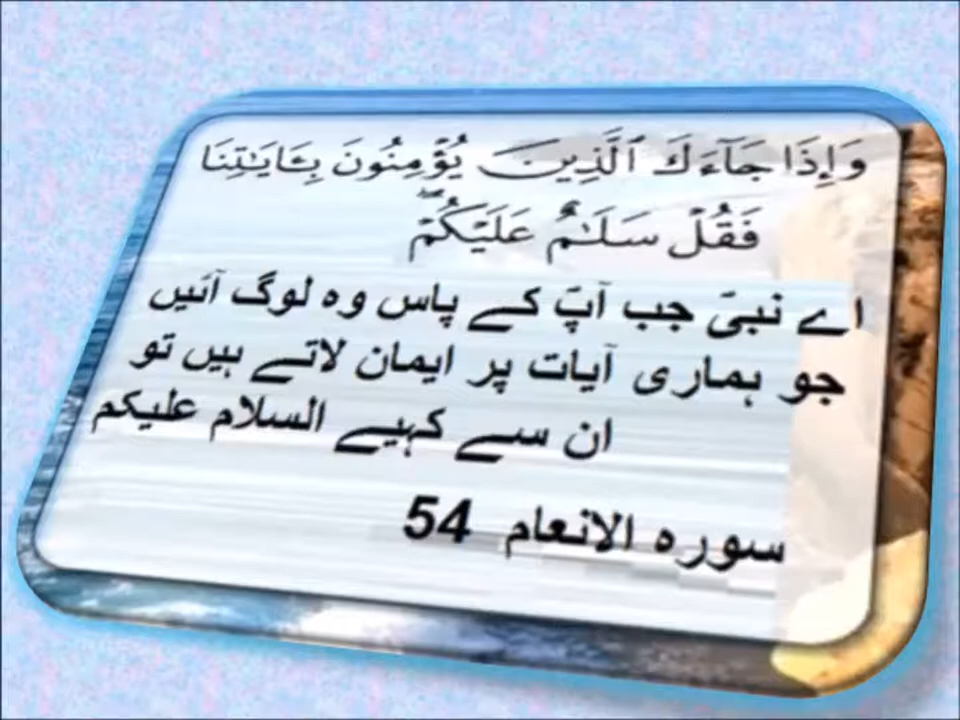 وَإِذَا جَآءَكَ ٱلَّذِينَ يُؤْمِنُونَ بِـَٔايَـٰتِنَا
فَقُلْ سَلَـٰمٌ عَلَيْكُمْ ۖ
اے نبیؐ جب آپؐ کے پاس وہ لوگ آئیں
جو ہماری آیات پر ایمان لاتے ہیں تو
ان سے کہیے السلام علیکم
سورہ الانعام 54